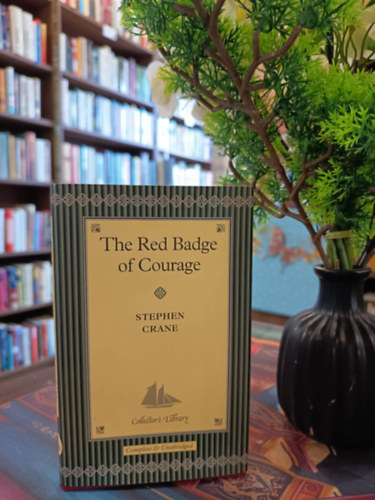 The Red Badge
of Courage
STEPHEN
CRANE
Collector's Library
Complete & Unabridged